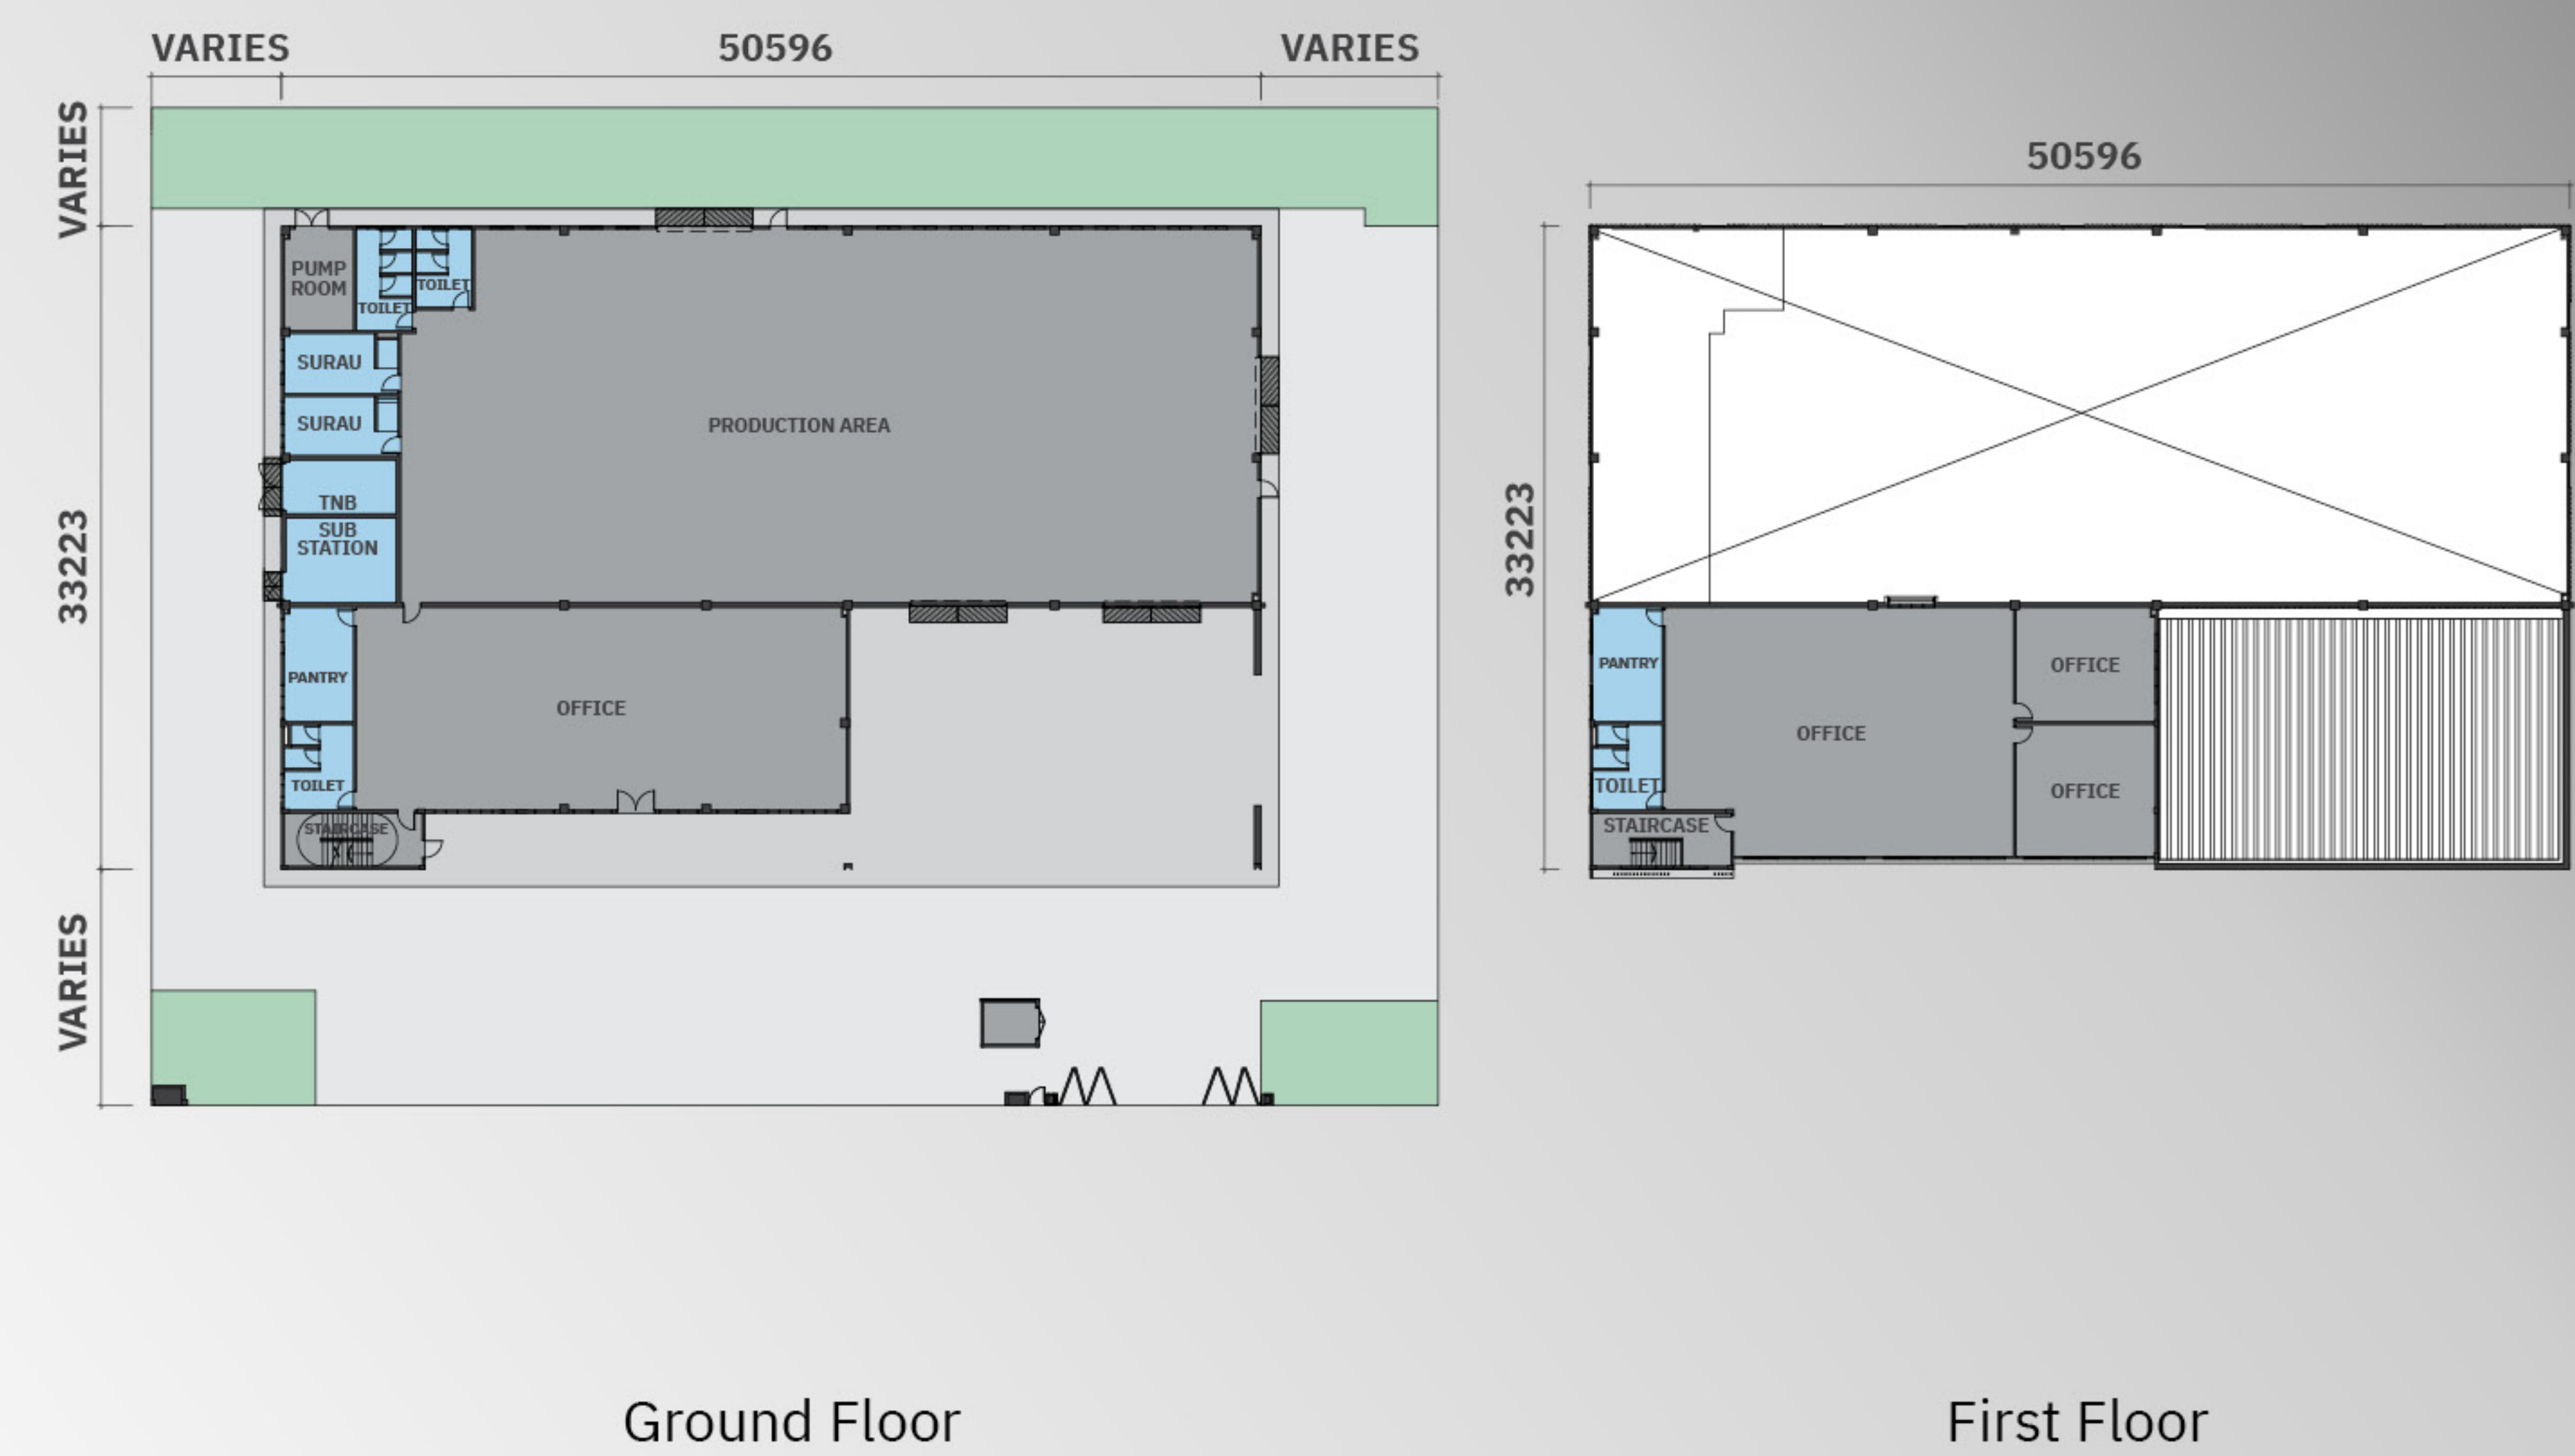 VARIES
50596
VARIES
VARIES
33223
VARIES
PUMP
ROOM
TOILET
TOILET
SURAU
SURAU
TNB
SUB
STATION
PRODUCTION AREA
PANTRY
OFFICE
TOILET
STAIRCASE
Ground Floor
50596
33223
PANTRY
OFFICE
OFFICE
OFFICE
TOILET
STAIRCASE
First Floor